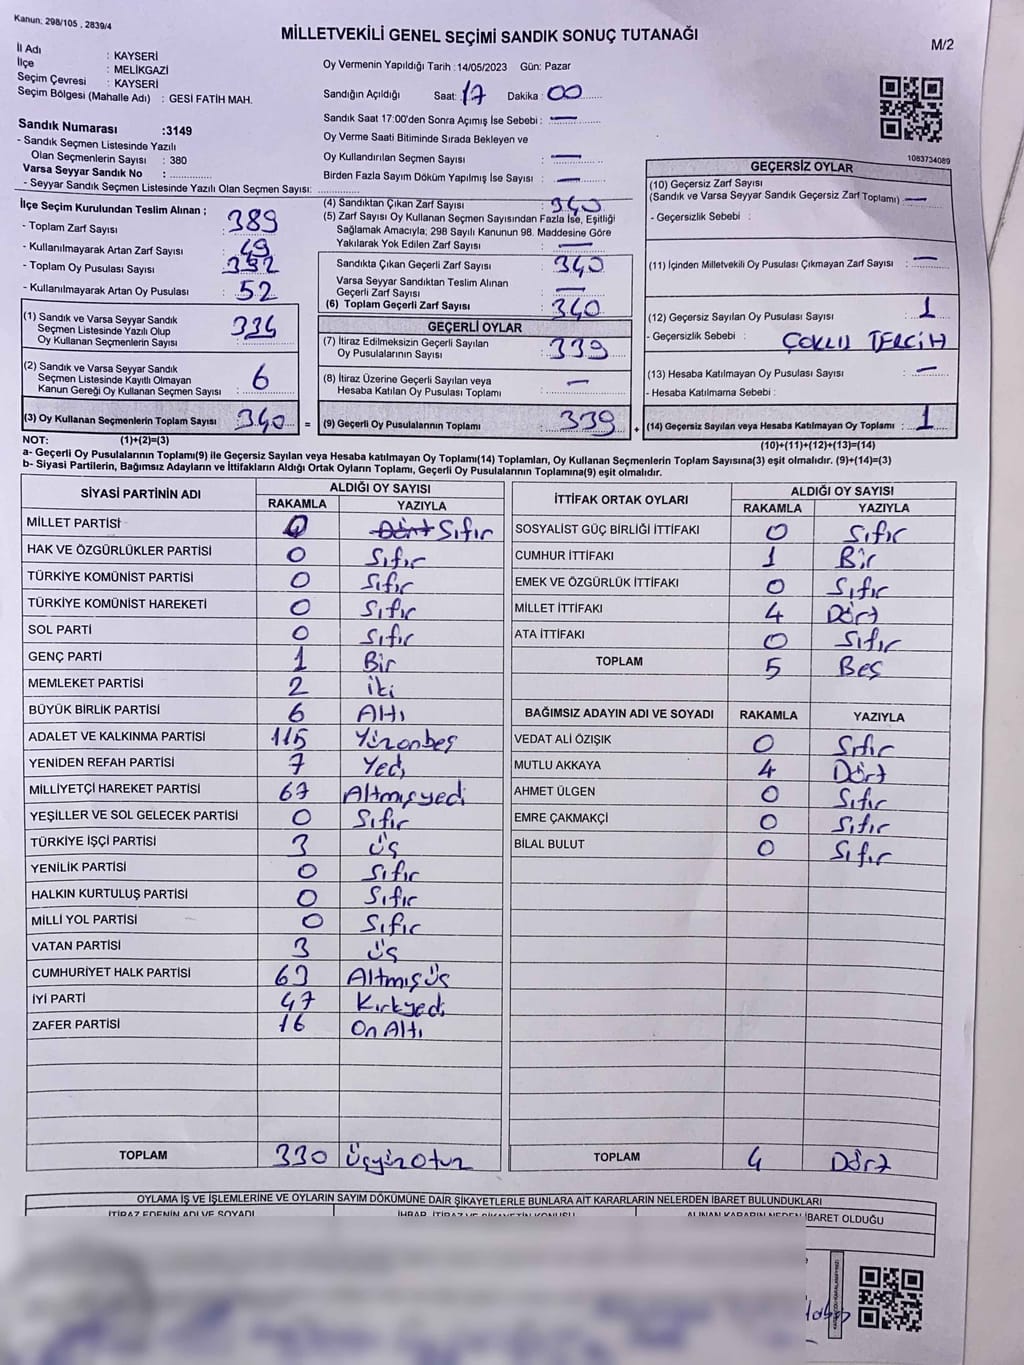 Kanun: 298/105 , 2839/4
MİLLETVEKİLİ GENEL SEÇİMİ SANDIK SONUÇ TUTANAĞI
M/2
İl Adı : KAYSERİ
İlçe : MELİKGAZİ
Seçim Çevresi : KAYSERİ
Seçim Bölgesi (Mahalle Adı) : GESİ FATİH MAH.
Sandık Numarası :3149
- Sandık Seçmen Listesinde Yazılı
Olan Seçmenlerin Sayısı : 380
Varsa Seyyar Sandık No :
- Seyyar Sandık Seçmen Listesinde Yazılı Olan Seçmen Sayısı:
Oy Vermenin Yapıldığı Tarih :14/05/2023 Gün: Pazar
Sandığın Açıldığı Saat: 17 Dakika : 00
Sandık Saat 17:00'den Sonra Açımış İse Sebebi : —
Oy Verme Saati Bitiminde Sırada Bekleyen ve
Oy Kullandırılan Seçmen Sayısı : —
Birden Fazla Sayım Döküm Yapılmış İse Sayısı : —
1083734089
İlçe Seçim Kurulundan Teslim Alınan ;
- Toplam Zarf Sayısı : 389
- Kullanılmayarak Artan Zarf Sayısı : 49
- Toplam Oy Pusulası Sayısı : 392
- Kullanılmayarak Artan Oy Pusulası : 52
(1) Sandık ve Varsa Seyyar Sandık
Seçmen Listesinde Yazılı Olup
Oy Kullanan Seçmenlerin Sayısı : 334
(2) Sandık ve Varsa Seyyar Sandık
Seçmen Listesinde Kayıtlı Olmayan
Kanun Gereği Oy Kullanan Seçmen Sayısı : 6
(3) Oy Kullanan Seçmenlerin Toplam Sayısı : 340 =
(4) Sandıktan Çıkan Zarf Sayısı : 340
(5) Zarf Sayısı Oy Kullanan Seçmen Sayısından Fazla İse, Eşitliği
Sağlamak Amacıyla; 298 Sayılı Kanunun 98. Maddesine Göre
Yakılarak Yok Edilen Zarf Sayısı : —
Sandıkta Çıkan Geçerli Zarf Sayısı : 340
Varsa Seyyar Sandıktan Teslim Alınan
Geçerli Zarf Sayısı : —
(6) Toplam Geçerli Zarf Sayısı : 340
GEÇERLİ OYLAR
(7) İtiraz Edilmeksizin Geçerli Sayılan
Oy Pusulalarının Sayısı : 339
(8) İtiraz Üzerine Geçerli Sayılan veya
Hesaba Katılan Oy Pusulası Toplamı : —
(9) Geçerli Oy Pusulalarının Toplamı : 339 +
GEÇERSİZ OYLAR
(10) Geçersiz Zarf Sayısı
(Sandık ve Varsa Seyyar Sandık Geçersiz Zarf Toplamı) : —
- Geçersizlik Sebebi :
(11) İçinden Milletvekili Oy Pusulası Çıkmayan Zarf Sayısı : —
(12) Geçersiz Sayılan Oy Pusulası Sayısı : 1
- Geçersizlik Sebebi : ÇOKLU TERCİH
(13) Hesaba Katılmayan Oy Pusulası Sayısı : —
- Hesaba Katılmama Sebebi :
(14) Geçersiz Sayılan veya Hesaba Katılmayan Oy Toplamı : 1
NOT: (1)+(2)=(3) (10)+(11)+(12)+(13)=(14)
a- Geçerli Oy Pusulalarının Toplamı(9) ile Geçersiz Sayılan veya Hesaba katılmayan Oy Toplamı(14) Toplamları, Oy Kullanan Seçmenlerin Toplam Sayısına(3) eşit olmalıdır. (9)+(14)=(3)
b- Siyasi Partilerin, Bağımsız Adayların ve İttifakların Aldığı Ortak Oyların Toplamı, Geçerli Oy Pusulalarının Toplamına(9) eşit olmalıdır.
SİYASİ PARTİNİN ADI ALDIĞI OY SAYISI
RAKAMLA YAZIYLA
MİLLET PARTİSİ 0 Dört Sıfır
HAK VE ÖZGÜRLÜKLER PARTİSİ 0 Sıfır
TÜRKİYE KOMÜNİST PARTİSİ 0 Sıfır
TÜRKİYE KOMÜNİST HAREKETİ 0 Sıfır
SOL PARTİ 0 Sıfır
GENÇ PARTİ 1 Bir
MEMLEKET PARTİSİ 2 iki
BÜYÜK BİRLİK PARTİSİ 6 Altı
ADALET VE KALKINMA PARTİSİ 115 Yüzonbeş
YENİDEN REFAH PARTİSİ 7 Yedi
MİLLİYETÇİ HAREKET PARTİSİ 67 Altmışyedi
YEŞİLLER VE SOL GELECEK PARTİSİ 0 Sıfır
TÜRKİYE İŞÇİ PARTİSİ 3 üç
YENİLİK PARTİSİ 0 Sıfır
HALKIN KURTULUŞ PARTİSİ 0 Sıfır
MİLLİ YOL PARTİSİ 0 Sıfır
VATAN PARTİSİ 3 üç
CUMHURİYET HALK PARTİSİ 63 Altmışüç
İYİ PARTİ 47 Kırkyedi
ZAFER PARTİSİ 16 On Altı
TOPLAM 330 Üçyüz Otuz
İTTİFAK ORTAK OYLARI ALDIĞI OY SAYISI
RAKAMLA YAZIYLA
SOSYALİST GÜÇ BİRLİĞİ İTTİFAKI 0 Sıfır
CUMHUR İTTİFAKI 1 Bir
EMEK VE ÖZGÜRLÜK İTTİFAKI 0 Sıfır
MİLLET İTTİFAKI 4 Dört
ATA İTTİFAKI 0 Sıfır
TOPLAM 5 Beş
BAĞIMSIZ ADAYIN ADI VE SOYADI RAKAMLA YAZIYLA
VEDAT ALİ ÖZIŞIK 0 Sıfır
MUTLU AKKAYA 4 Dört
AHMET ÜLGEN 0 Sıfır
EMRE ÇAKMAKÇİ 0 Sıfır
BİLAL BULUT 0 Sıfır
TOPLAM 4 Dört
OYLAMA İŞ VE İŞLEMLERİNE VE OYLARIN SAYIM DÖKÜMÜNE DAİR ŞİKAYETLERLE BUNLARA AİT KARARLARIN NELERDEN İBARET BULUNDUKLARI
İTİRAZ EDENİN ADI VE SOYADI İHBAR, İTİRAZ VE ŞİKAYETİN KONUSU ALINAN KARARIN NEDEN İBARET OLDUĞU